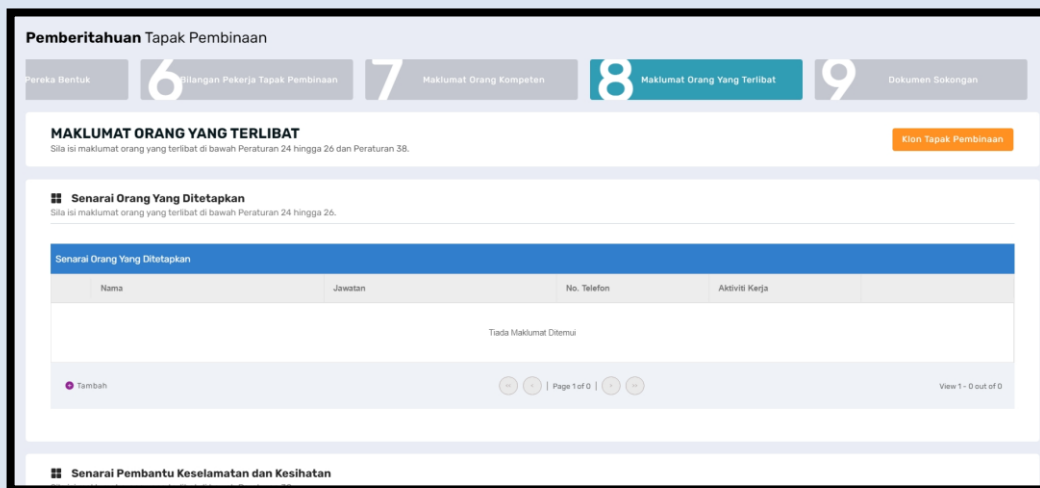 Pemberitahuan Tapak Pembinaan
Pereka Bentuk
6 Bilangan Pekerja Tapak Pembinaan
7 Maklumat Orang Kompeten
8 Maklumat Orang Yang Terlibat
9 Dokumen Sokongan
MAKLUMAT ORANG YANG TERLIBAT
Sila isi maklumat orang yang terlibat di bawah Peraturan 24 hingga 26 dan Peraturan 38.
Klon Tapak Pembinaan
Senarai Orang Yang Ditetapkan
Sila isi maklumat orang yang terlibat di bawah Peraturan 24 hingga 26.
Senarai Orang Yang Ditetapkan
Nama Jawatan No. Telefon Aktiviti Kerja
Tiada Maklumat Ditemui
Tambah | Page 1 of 0 | View 1 - 0 out of 0
Senarai Pembantu Keselamatan dan Kesihatan